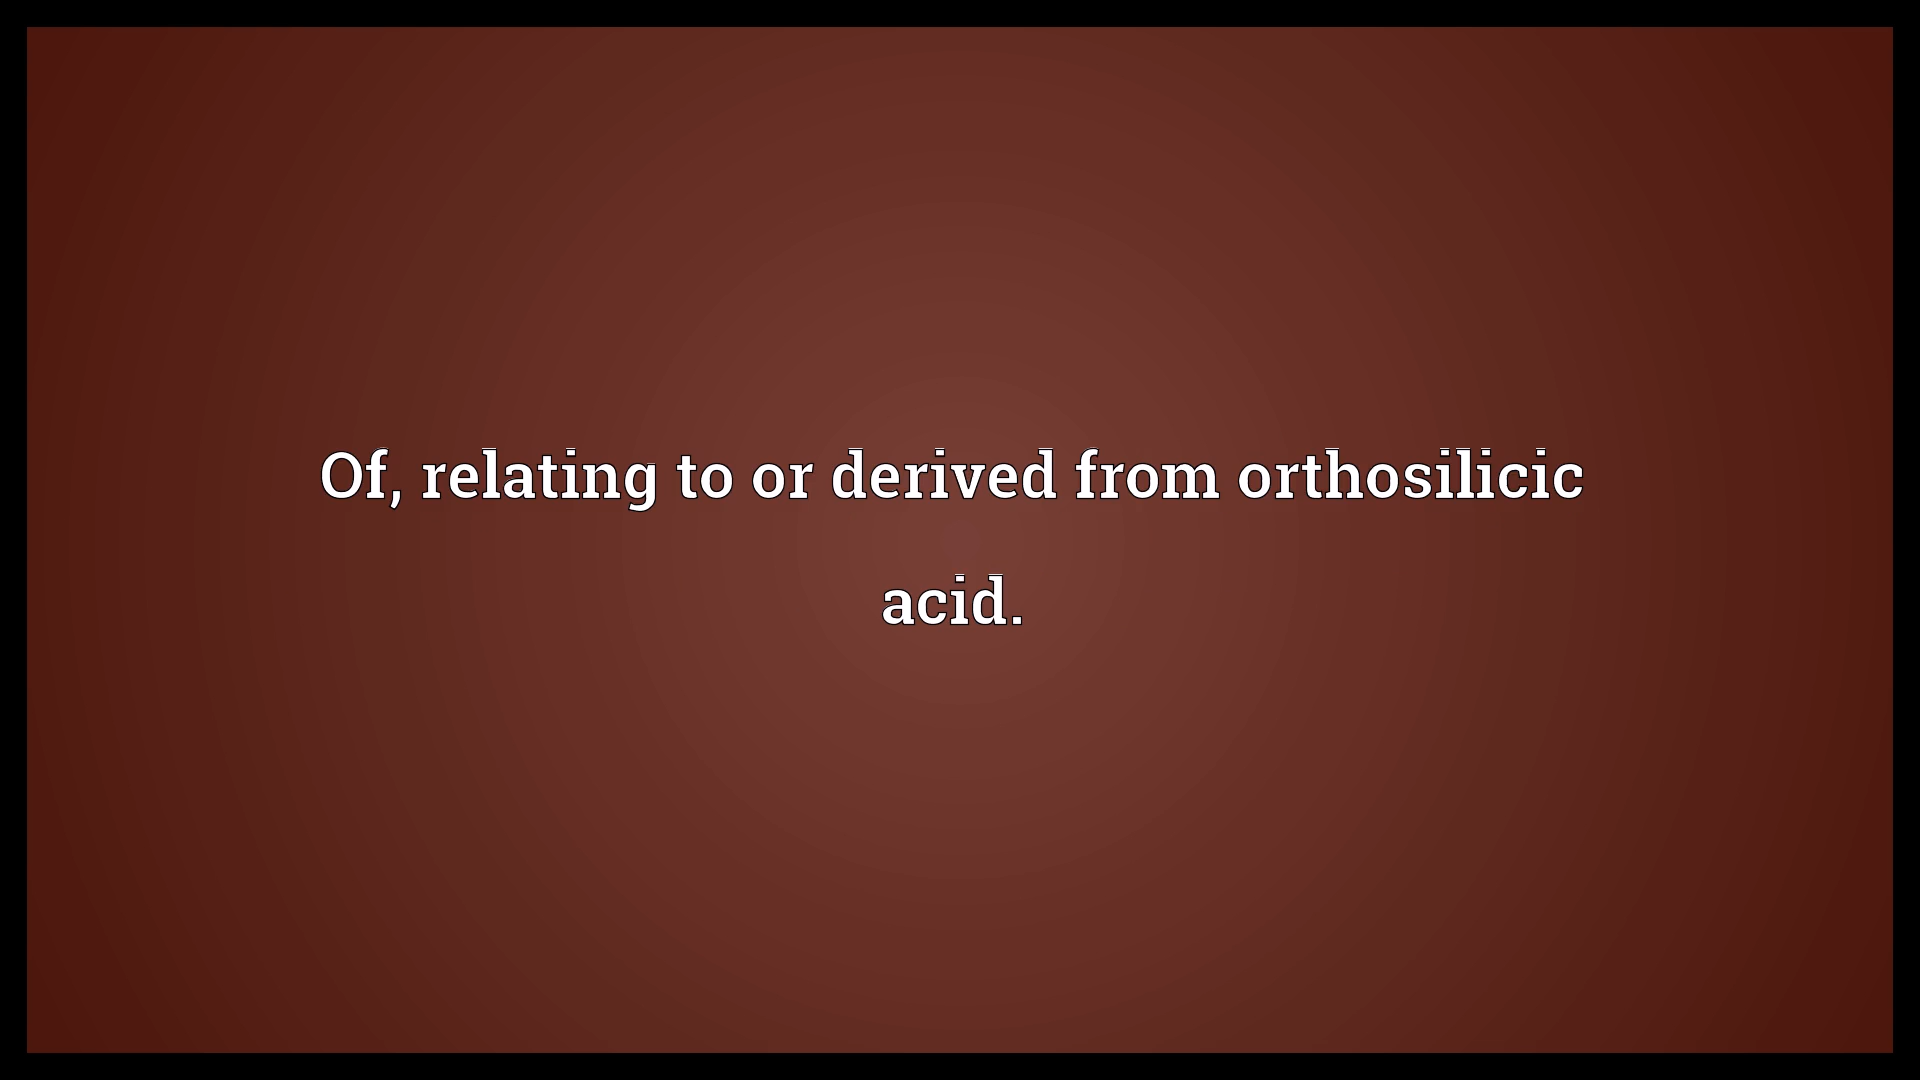 Of, relating to or derived from orthosilicic
acid.